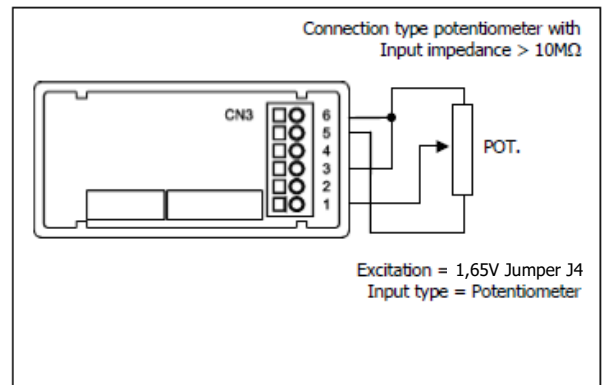 Connection type potentiometer with
Input impedance > 10MΩ
CN3
6
5
4
3
2
1
POT.
Excitation = 1,65V Jumper J4
Input type = Potentiometer